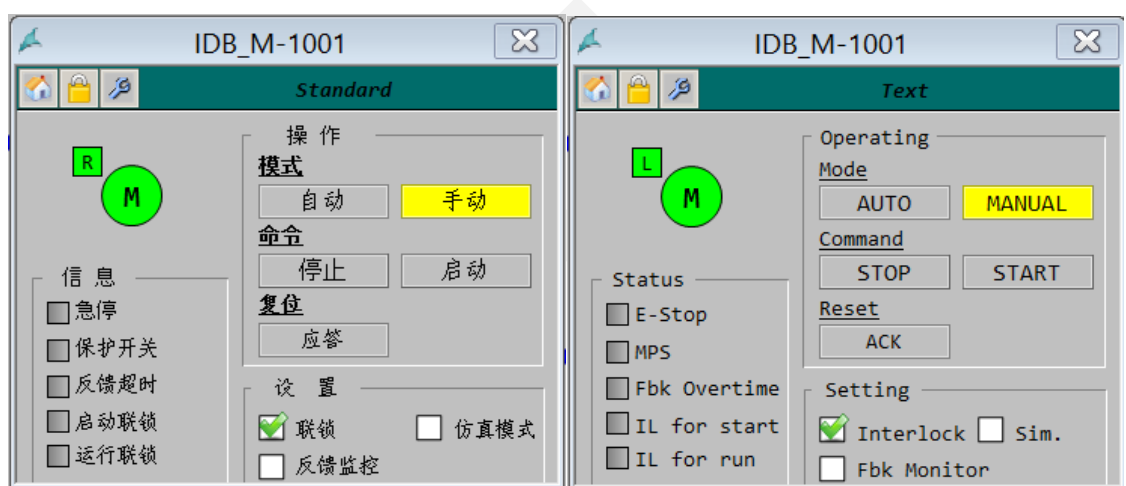 IDB_M-1001
Standard
R
M
操 作
模式
自动 手动
命令
停止 启动
复位
应答
信 息
急停
保护开关
反馈超时
启动联锁
运行联锁
设 置
联锁 仿真模式
反馈监控
IDB_M-1001
Text
L
M
Operating
Mode
AUTO MANUAL
Command
STOP START
Reset
ACK
Status
E-Stop
MPS
Fbk Overtime
IL for start
IL for run
Setting
Interlock Sim.
Fbk Monitor